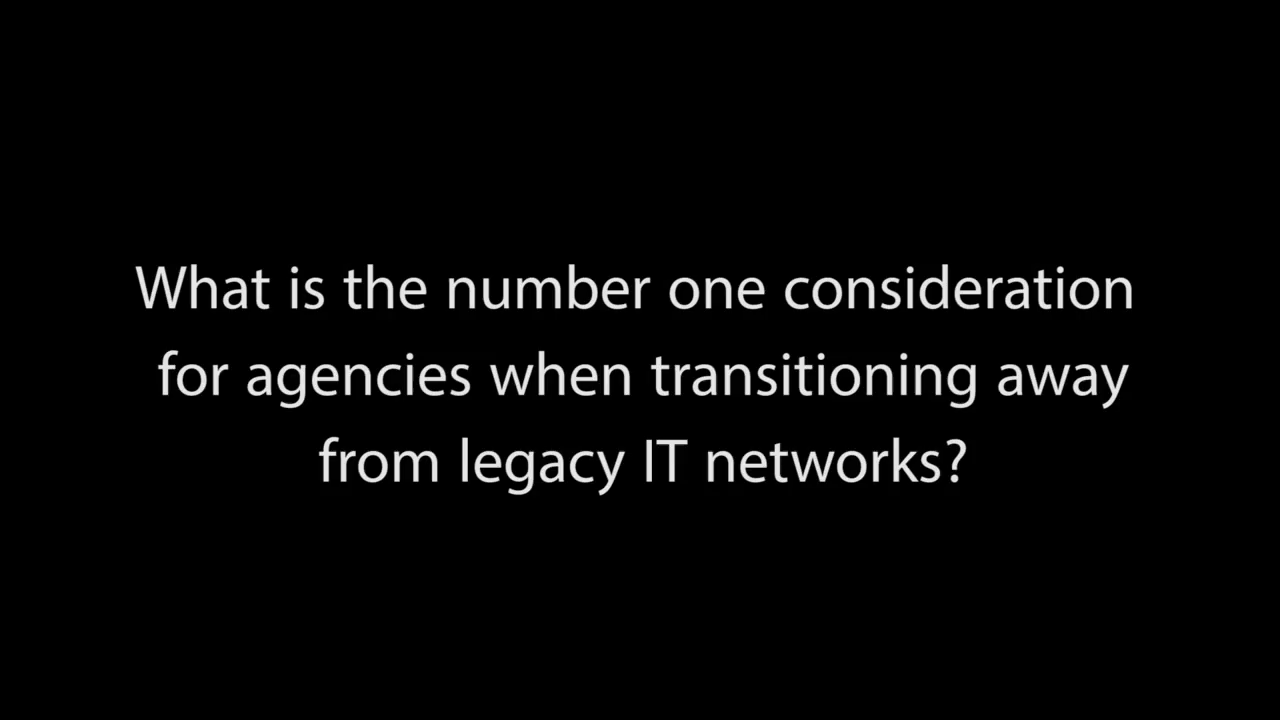 What is the number one consideration
for agencies when transitioning away
from legacy IT networks?